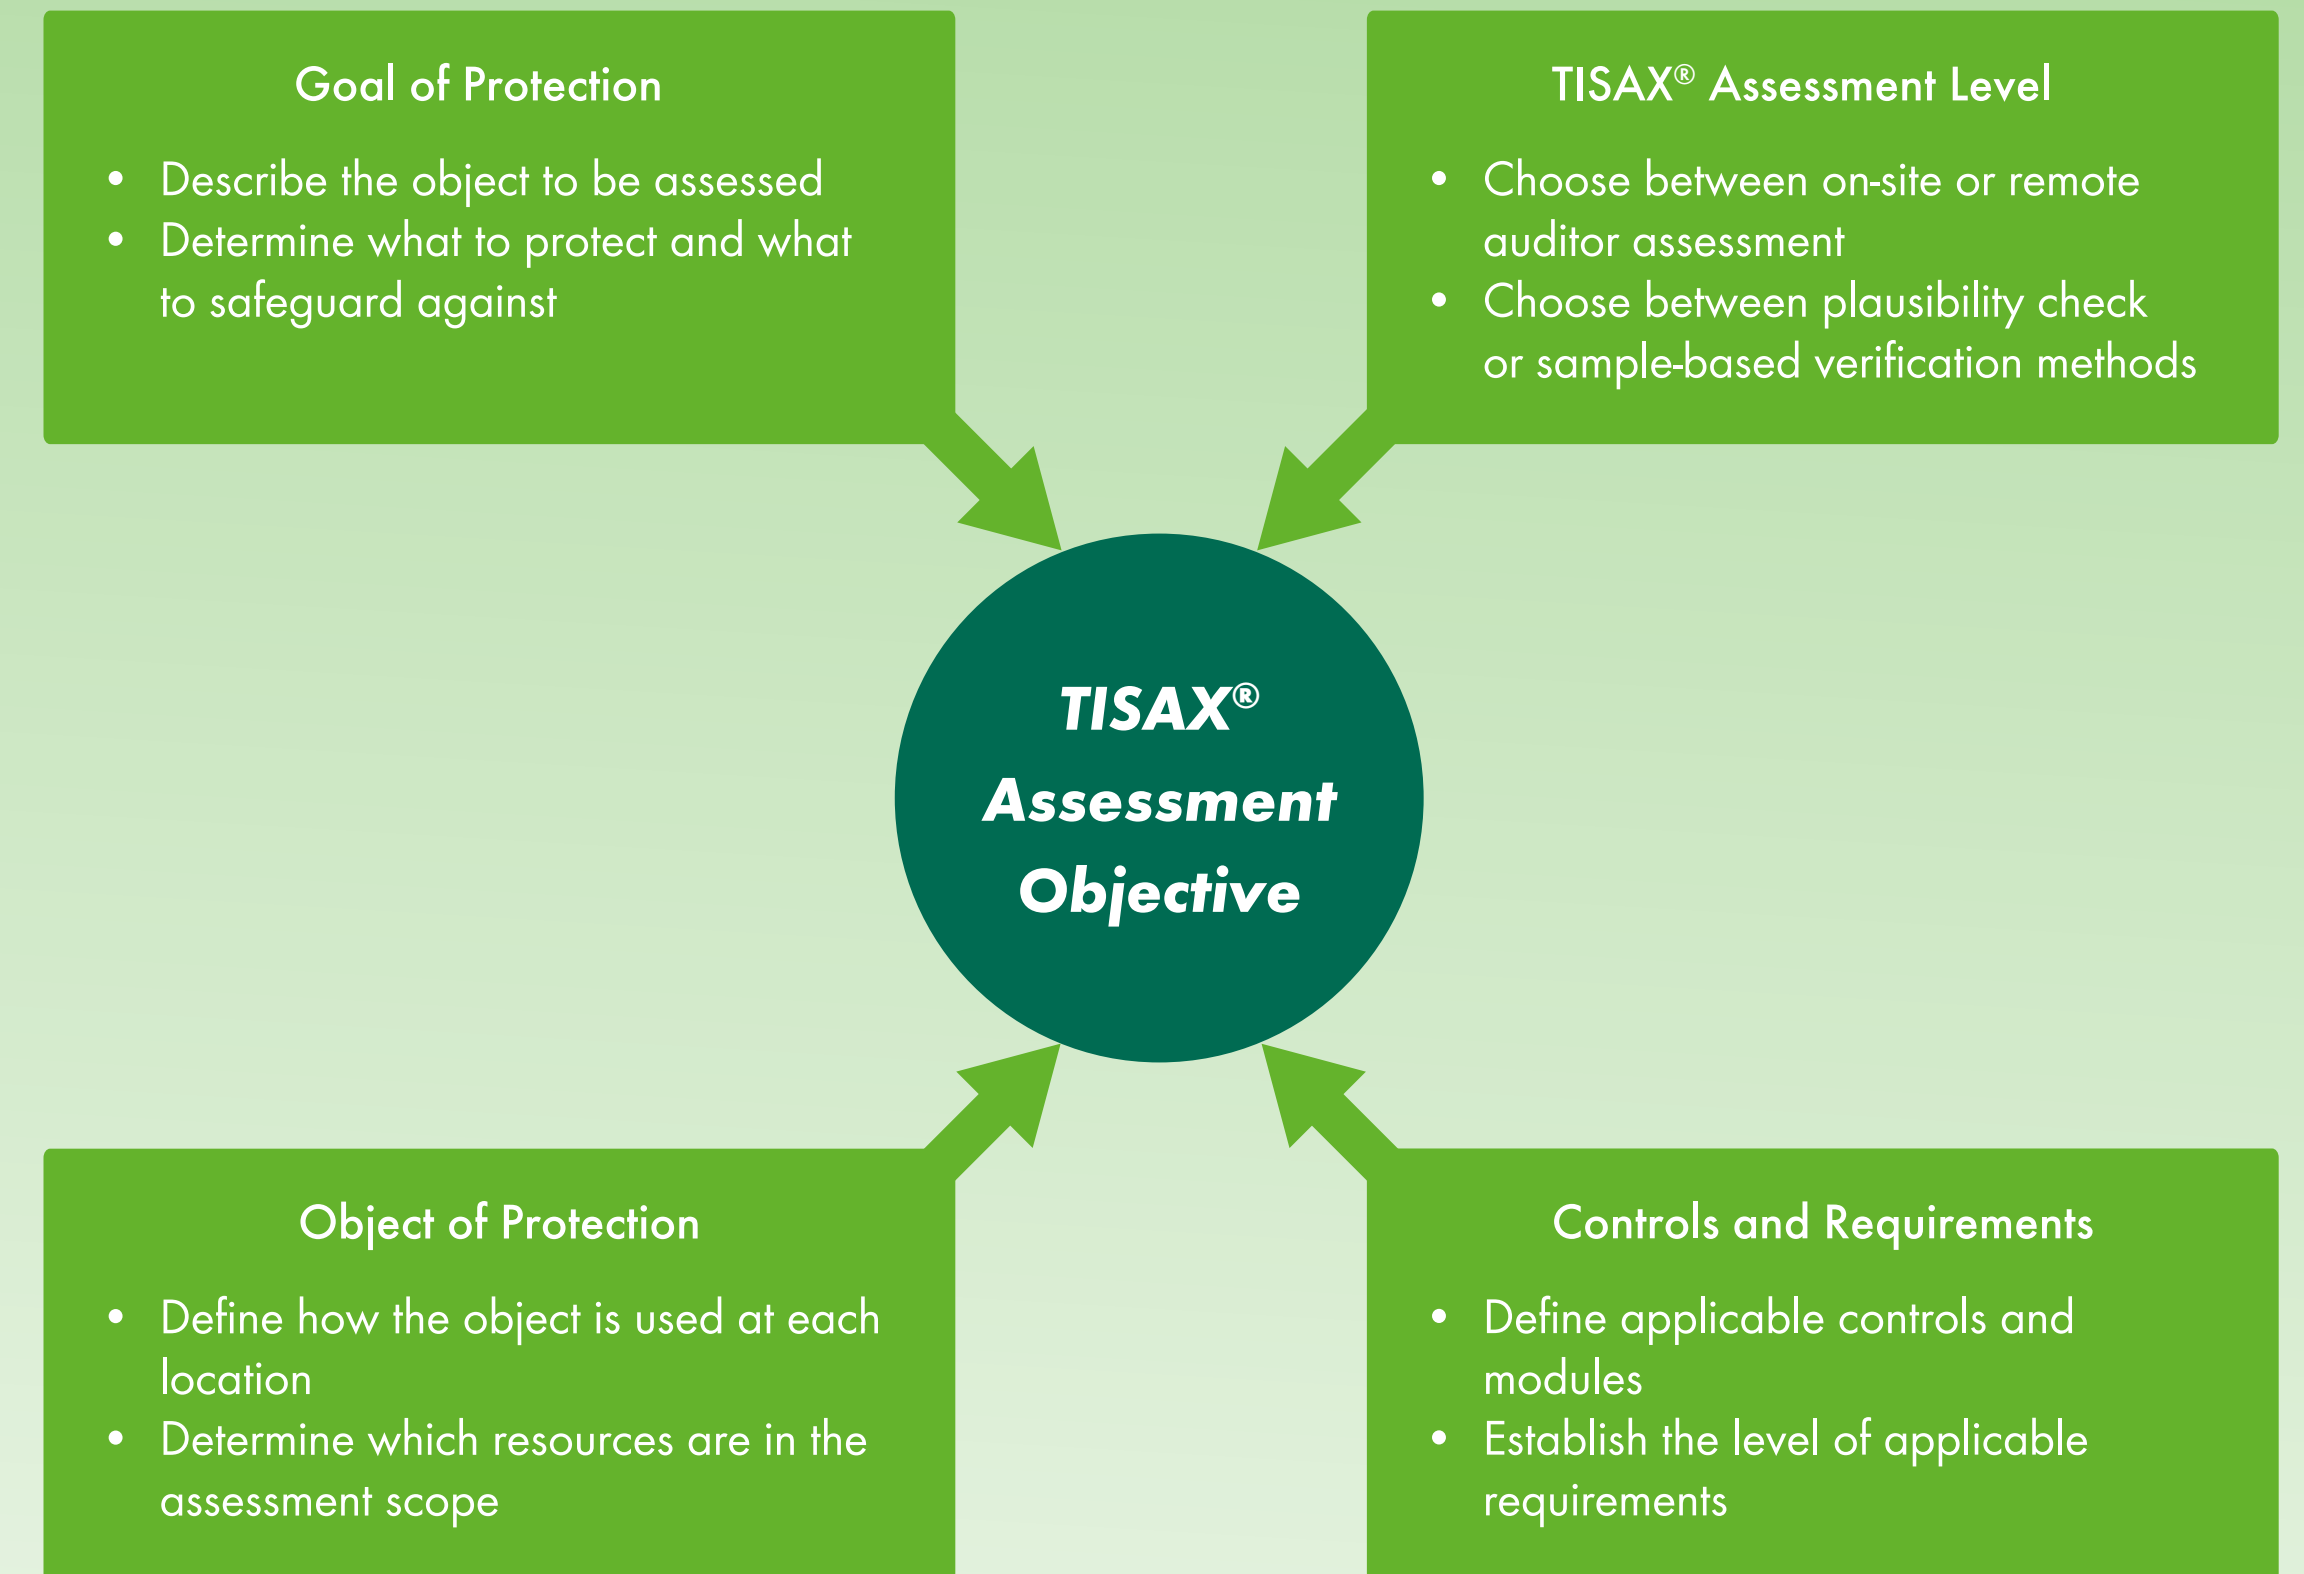 Goal of Protection
• Describe the object to be assessed
• Determine what to protect and what
to safeguard against
TISAX® Assessment Level
• Choose between on-site or remote
auditor assessment
• Choose between plausibility check
or sample-based verification methods
TISAX®
Assessment
Objective
Object of Protection
• Define how the object is used at each
location
• Determine which resources are in the
assessment scope
Controls and Requirements
• Define applicable controls and
modules
• Establish the level of applicable
requirements